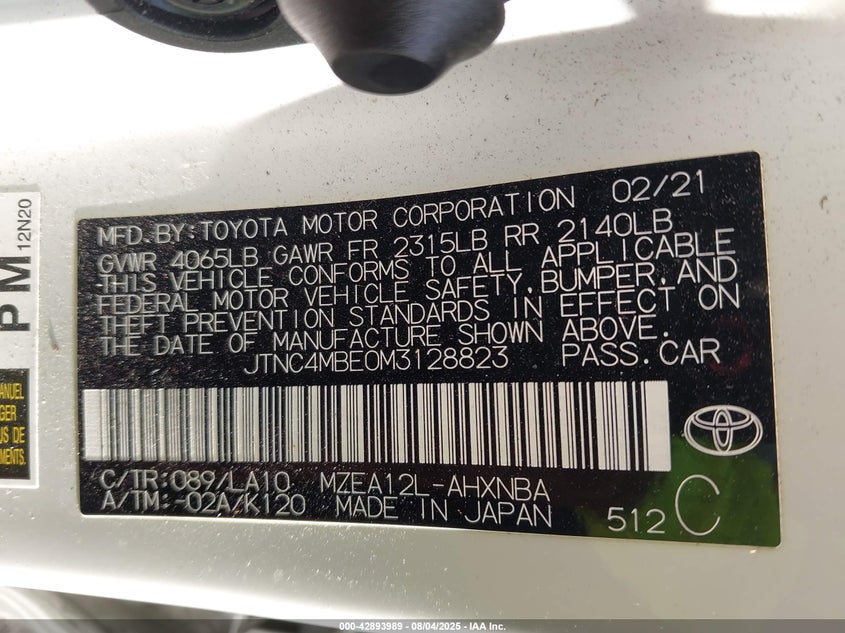 MFD. BY: TOYOTA MOTOR CORPORATION 02/21
GVWR 4065LB GAWR FR 2315LB RR 2140LB
THIS VEHICLE CONFORMS TO ALL APPLICABLE
FEDERAL MOTOR VEHICLE SAFETY, BUMPER, AND
THEFT PREVENTION STANDARDS IN EFFECT ON
THE DATE OF MANUFACTURE SHOWN ABOVE.
JTNC4MBE0M3128823 PASS. CAR
C/TR: 089/LA10 MZEA12L-AHXNBA
A/TM: -02A/K120 MADE IN JAPAN
512 C
P M
12N20
MANUEL
US DE
000-42893989 - 08/04/2025 - IAA Inc.